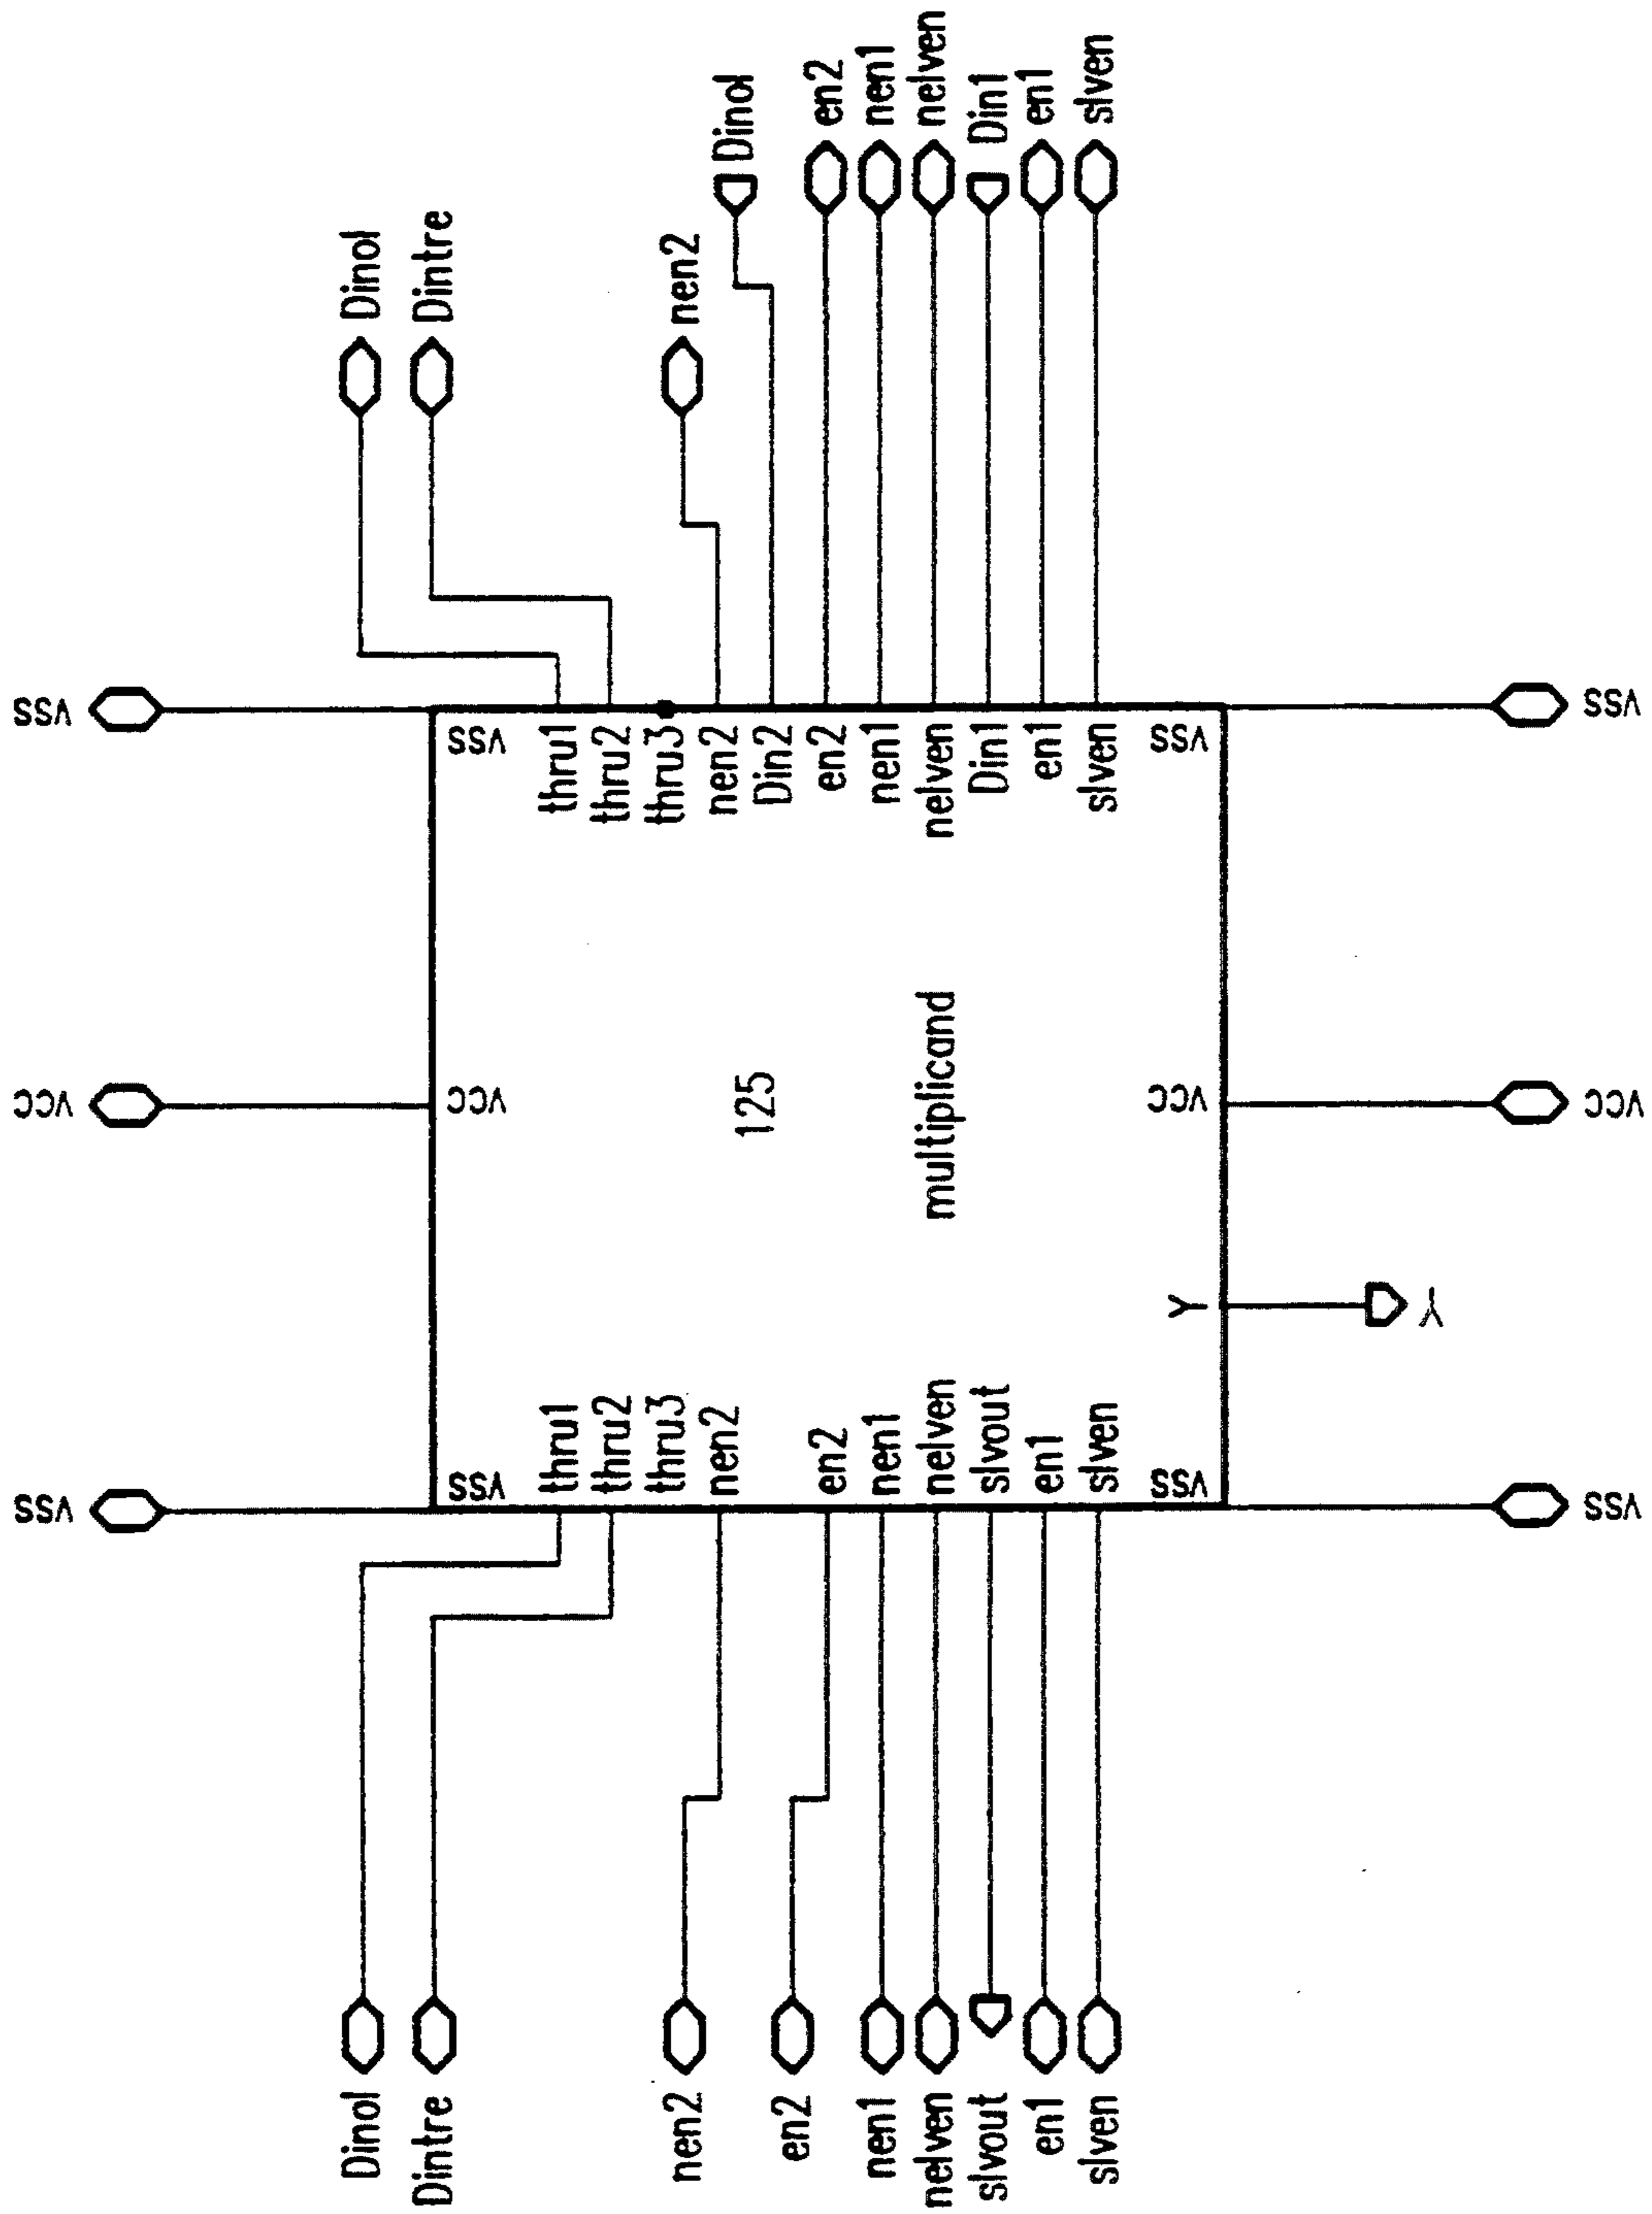 VSS VCC VSS
Dinol Dinol
Dintre Dintre
VSS VCC VSS
thru1 thru1
thru2 thru2
thru3 thru3
nen2 nen2
nen2 nen2
Dinol
125
Din2
en2 en2 en2 en2
nen1 nen1 nen1 nen1
nelven nelven multiplicand nelven nelven
slvout slvout Din1 Din1
en1 en1 en1 en1
slven slven slven slven
VSS Y VCC VSS
Y
VSS VCC VSS